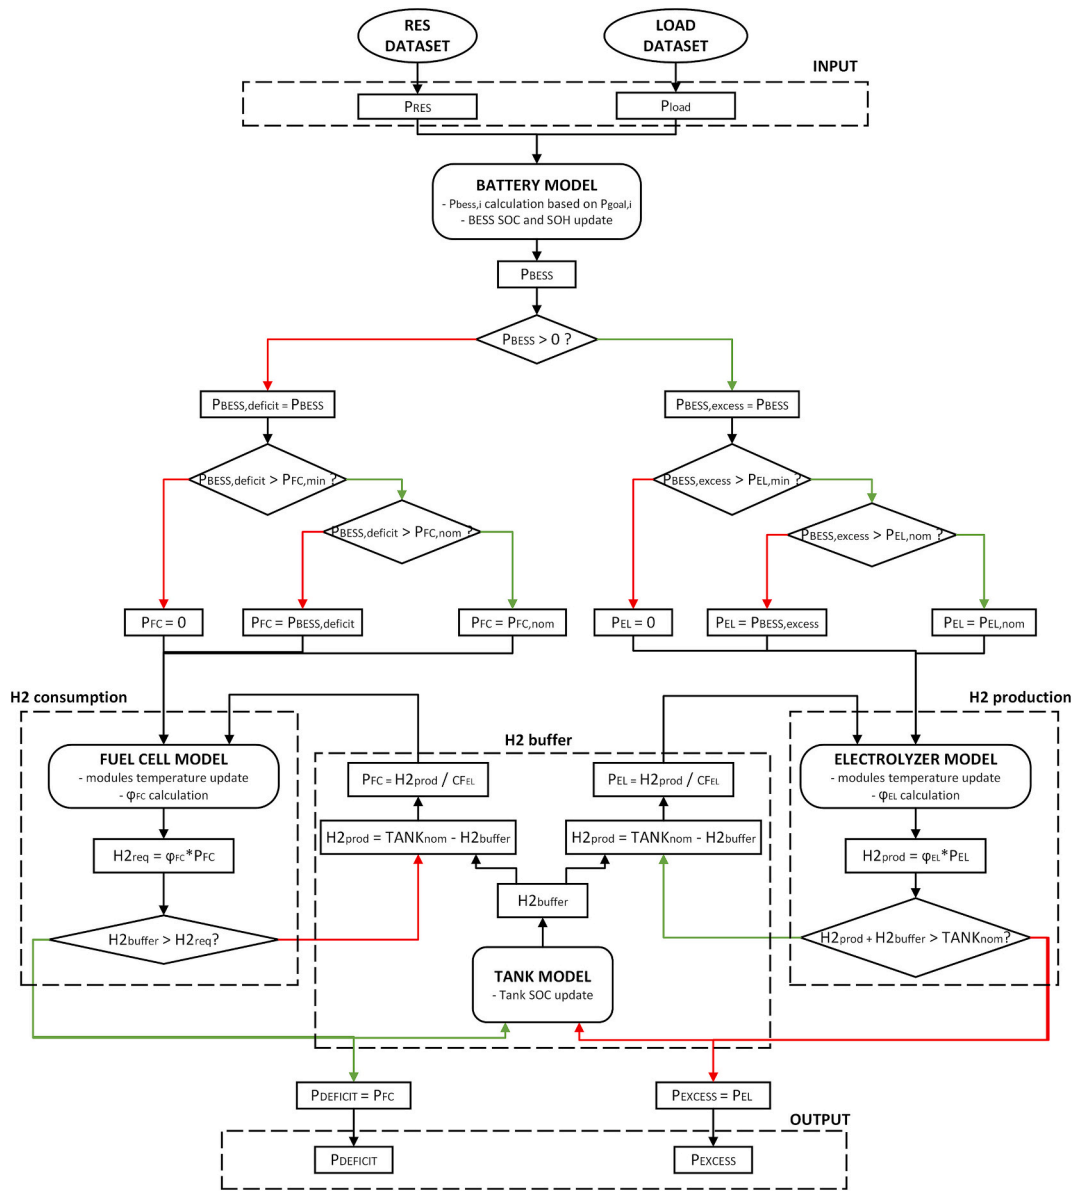 RES
DATASET
LOAD
DATASET
INPUT
PRES
Pload
BATTERY MODEL
- Pbess,i calculation based on Pgoal,i
- BESS SOC and SOH update
PBESS
PBESS > 0 ?
PBESS,deficit = PBESS
PBESS,excess = PBESS
PBESS,deficit > PFC,min ?
PBESS,excess > PEL,min ?
PBESS,deficit > PFC,nom ?
PBESS,excess > PEL,nom ?
PFC = 0
PFC = PBESS,deficit
PFC = PFC,nom
PEL = 0
PEL = PBESS,excess
PEL = PEL,nom
H2 consumption
H2 production
H2 buffer
FUEL CELL MODEL
- modules temperature update
- φFC calculation
PFC = H2prod / CFEL
PEL = H2prod / CFEL
ELECTROLYZER MODEL
- modules temperature update
- φEL calculation
H2req = φFC*PFC
H2prod = TANKnom - H2buffer
H2prod = TANKnom - H2buffer
H2prod = φEL*PEL
H2buffer
H2buffer > H2req?
H2prod + H2buffer > TANKnom?
TANK MODEL
- Tank SOC update
PDEFICIT = PFC
PEXCESS = PEL
OUTPUT
PDEFICIT
PEXCESS